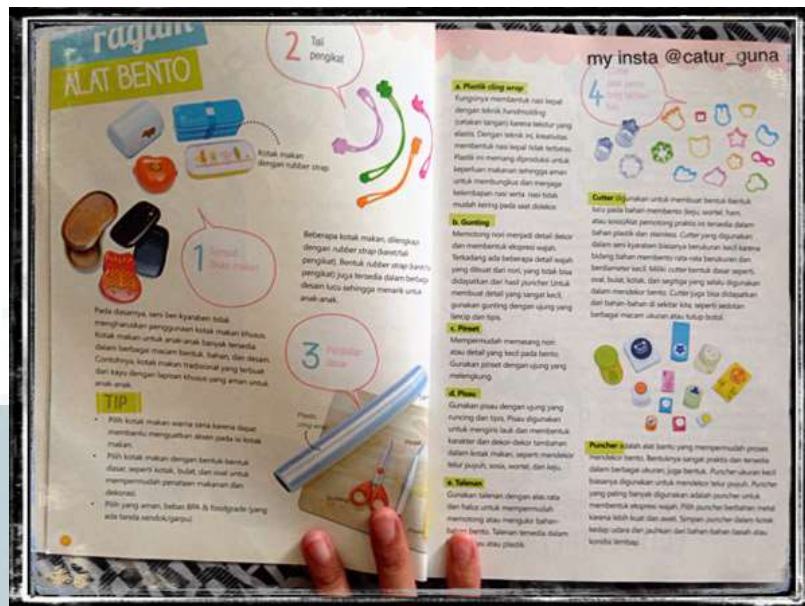 ragam
ALAT BENTO
Kotak makan
dengan rubber strap
1
Pada dasarnya, seni ber-kyaraben tidak
mengharuskan penggunaan kotak makan khusus.
Kotak makan untuk anak-anak banyak tersedia
dalam berbagai macam bentuk, bahan, dan desain.
Contohnya, kotak makan tradisional yang terbuat
dari kayu dengan lapisan khusus yang aman untuk
anak-anak.
TIP
• Pilih kotak makan warna sana karena dapat
membantu menguatkan aksen pada isi kotak
makan.
• Pilih kotak makan dengan bentuk-bentuk
dasar, seperti kotak, bulat, dan oval untuk
mempermudah penataan makanan dan
dekorasi.
• Pilih yang aman, bebas BPA & foodgrade (yang
ada tanda sendok/garpu)
2 Tali
pengikat
Beberapa kotak makan, dilengkapi
dengan rubber strap (karet/tali
pengikat). Bentuk rubber strap (karet/
pengikat) juga tersedia dalam berbagai
desain lucu sehingga menarik untuk
anak-anak.
3 Peralatan
dasar
Plastic
cling wrap
my insta @catur_guna
a. Plastik cling wrap
Fungsinya membentuk nasi kepal
dengan teknik handmolding
(cetakan tangan) karena tekstur yang
elastis. Dengan teknik ini, kreativitas
membentuk nasi kepal tidak terbatas.
Plastik ini memang diproduksi untuk
keperluan makanan sehingga aman
untuk membungkus dan menjaga
kelembapan nasi serta nasi tidak
mudah kering pada saat didekor.
b. Gunting
Memotong nori menjadi detail dekor
dan membentuk ekspresi wajah.
Terkadang ada beberapa detail wajah
yang dibuat dari nori, yang tidak bisa
didapatkan dari hasil puncher. Untuk
membuat detail yang sangat kecil,
gunakan gunting dengan ujung yang
lancip dan tipis.
c. Pinset
Mempermudah memasang nori
atau detail yang kecil pada bento.
Gunakan pinset dengan ujung yang
melengkung.
d. Pisau
Gunakan pisau dengan ujung yang
runcing dan tipis. Pisau digunakan
untuk mengiris lauk dan membentuk
karakter dan dekor-dekor tambahan
dalam kotak makan, seperti mendekor
telur puyuh, sosis, wortel, dan keju.
e. Talenan
Gunakan talenan dengan alas rata
dan halus untuk mempermudah
memotong atau mengukir bahan-
bahan bento. Talenan tersedia dalam
atau plastik.
4
Cutter digunakan untuk membuat bentuk-bentuk
lucu pada bahan membento (keju, wortel, ham,
atau sosis)Alat pemotong praktis ini tersedia dalam
bahan plastik dan stainless. Cutter yang digunakan
dalam seni kyaraben biasanya berukuran kecil karena
bidang bahan membento rata-rata berukuran dan
berdiameter kecil. Miliki cutter bentuk dasar seperti,
oval, bulat, kotak, dan segitiga yang selalu digunakan
dalam mendekor bento. Cutter juga bisa didapatkan
dari bahan-bahan di sekitar kita, seperti sedotan
berbagai macam ukuran atau tutup botol.
Puncher adalah alat bantu yang mempermudah proses
mendekor bento. Bentuknya sangat praktis dan tersedia
dalam berbagai ukuran, juga bentuk. Puncher ukuran kecil
biasanya digunakan untuk mendekor telur puyuh. Puncher
yang paling banyak digunakan adalah puncher untuk
membentuk ekspresi wajah. Pilih puncher berbahan metal
karena lebih kuat dan awet. Simpan puncher dalam kotak
kedap udara dan jauhkan dari bahan-bahan basah atau
kondisi lembap.